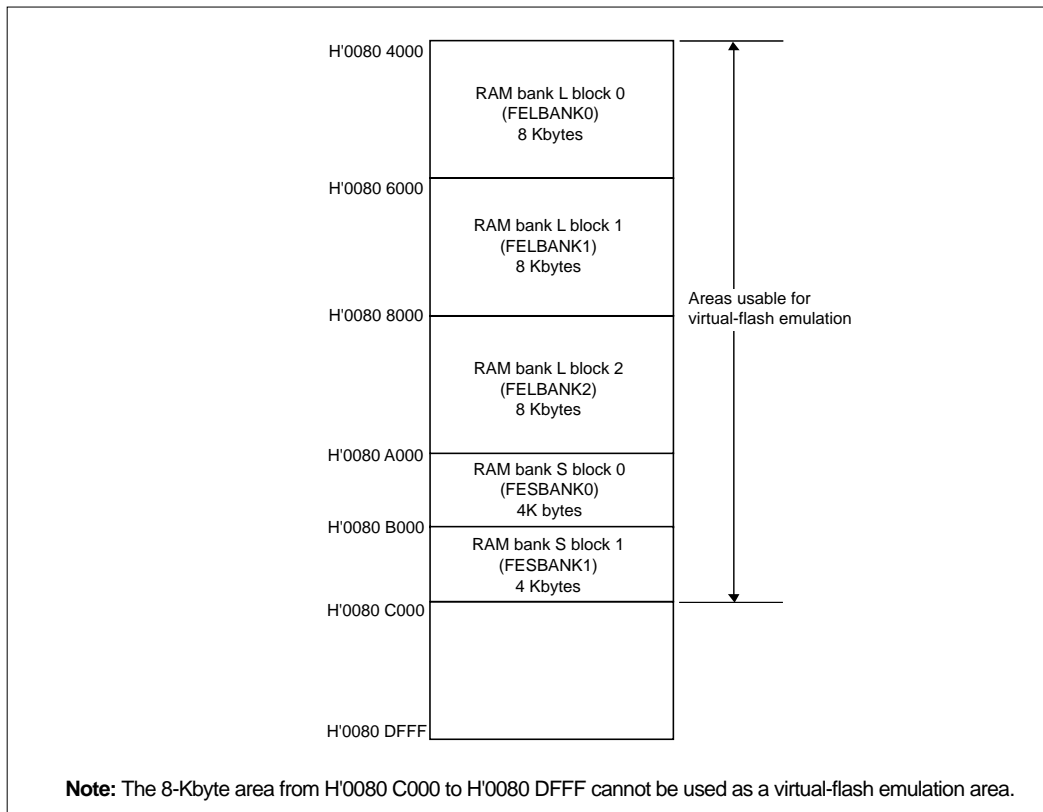 H'0080 4000
RAM bank L block 0
(FELBANK0)
8 Kbytes
H'0080 6000
RAM bank L block 1
(FELBANK1)
8 Kbytes
Areas usable for
virtual-flash emulation
H'0080 8000
RAM bank L block 2
(FELBANK2)
8 Kbytes
H'0080 A000
RAM bank S block 0
(FESBANK0)
4K bytes
H'0080 B000
RAM bank S block 1
(FESBANK1)
4 Kbytes
H'0080 C000
H'0080 DFFF
Note: The 8-Kbyte area from H'0080 C000 to H'0080 DFFF cannot be used as a virtual-flash emulation area.